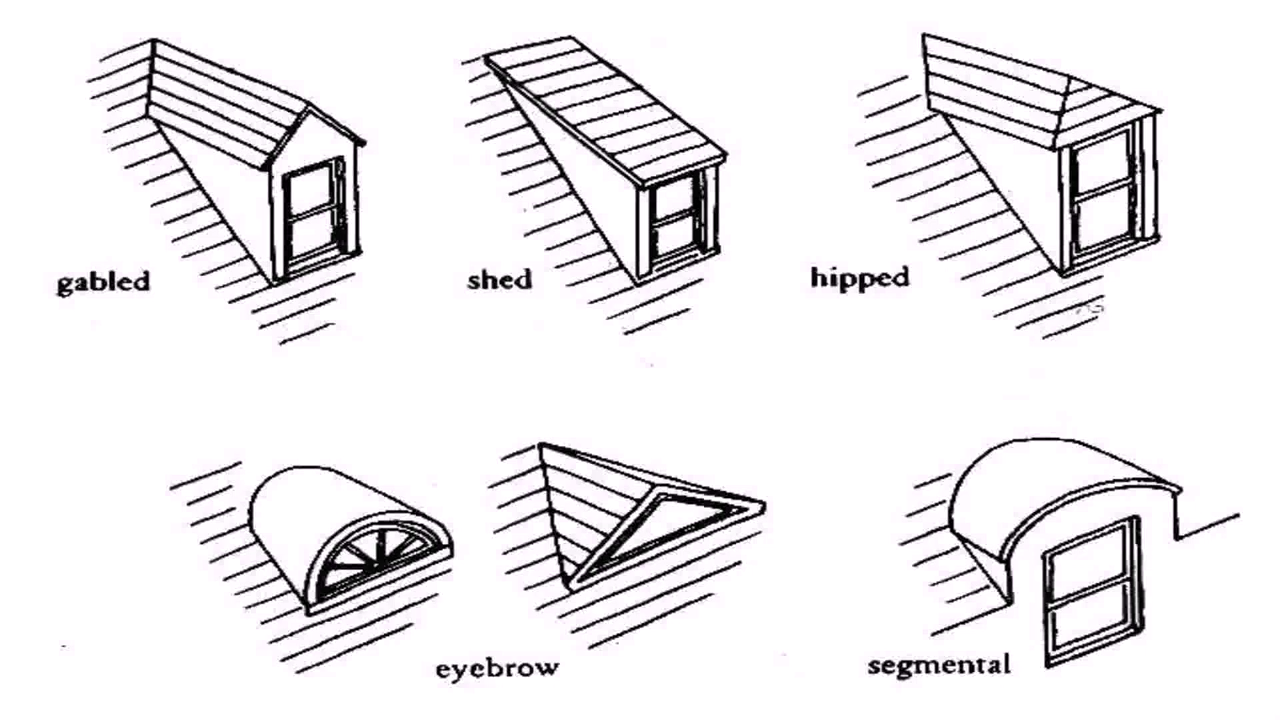 gabled
shed
hipped
eyebrow
segmental